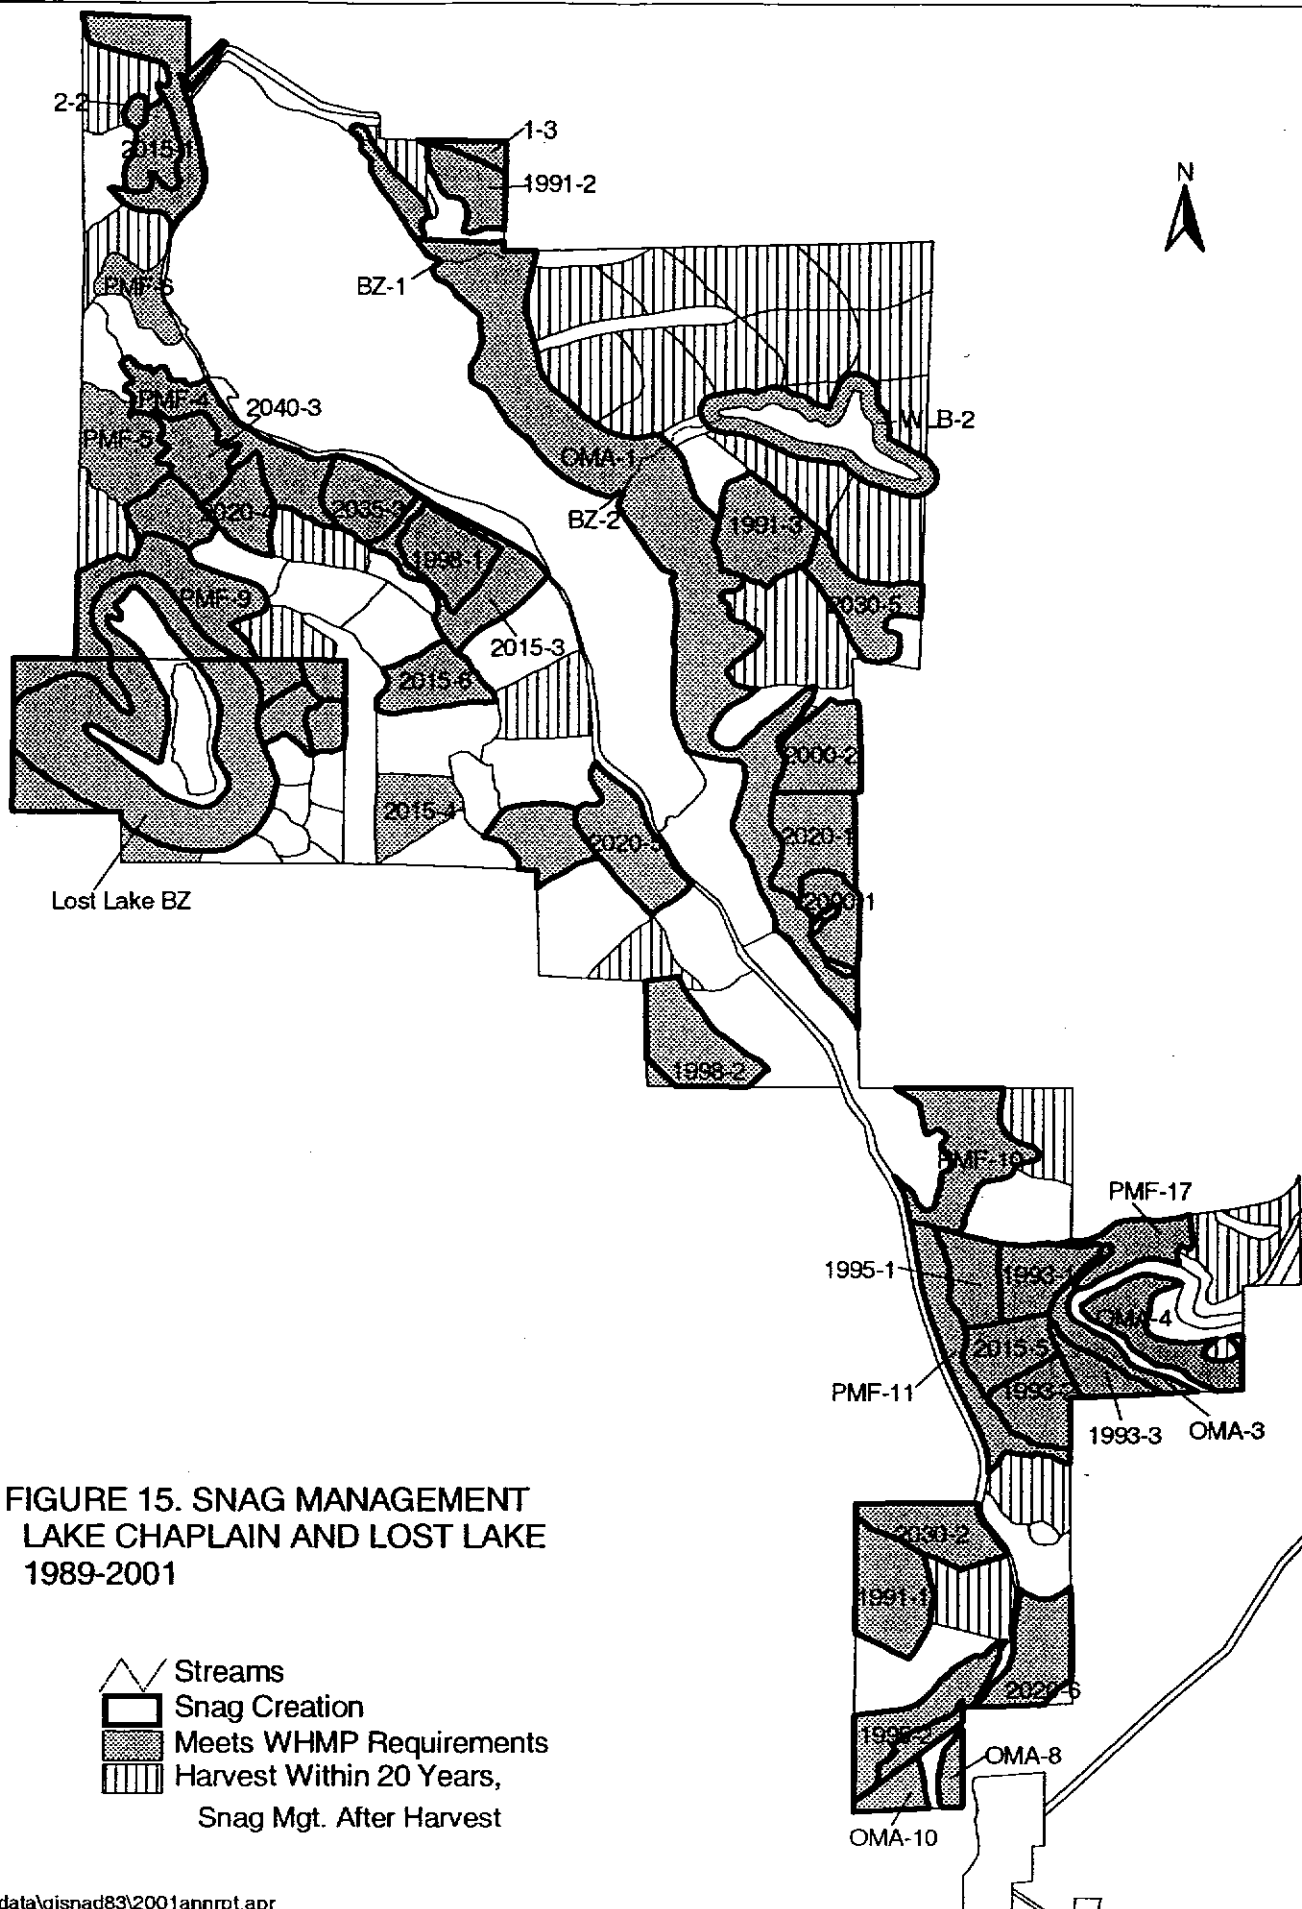 2-2
2015-1
1-3
1991-2
N
BZ-1
PMF-6
PMF-4
2040-3
PMF-5
OMA-1
BZ-2
1991-3
2035-3
1998-1
PMF-9
2030-5
2015-3
2015-6
2000-2
2015-4
2020-5
2020-1
Lost Lake BZ
1998-2
PMF-17
1995-1
1993-1
OMA-4
2015-5
PMF-11
1993-3
OMA-3
FIGURE 15. SNAG MANAGEMENT
LAKE CHAPLAIN AND LOST LAKE
1989-2001
2030-2
1991-1
2020-6
Streams
Snag Creation
Meets WHMP Requirements
Harvest Within 20 Years,
Snag Mgt. After Harvest
OMA-8
OMA-10
data\gisnad83\2001annrpt.apr